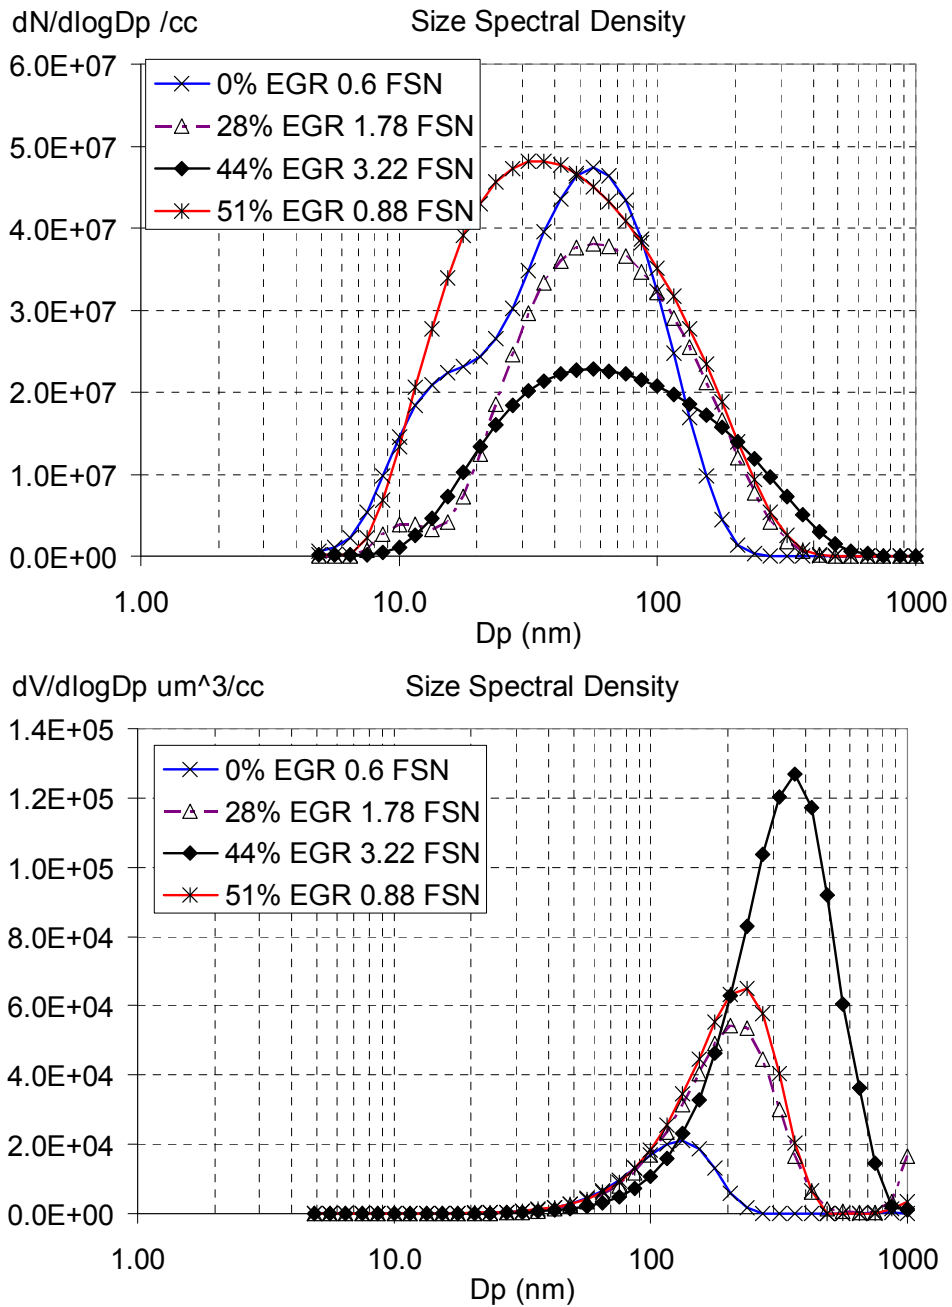 dN/dlogDp /cc
Size Spectral Density
6.0E+07
0% EGR 0.6 FSN
28% EGR 1.78 FSN
44% EGR 3.22 FSN
51% EGR 0.88 FSN
5.0E+07
4.0E+07
3.0E+07
2.0E+07
1.0E+07
0.0E+00
1.00
10.0
100
1000
Dp (nm)
dV/dlogDp um^3/cc
Size Spectral Density
1.4E+05
0% EGR 0.6 FSN
28% EGR 1.78 FSN
44% EGR 3.22 FSN
51% EGR 0.88 FSN
1.2E+05
1.0E+05
8.0E+04
6.0E+04
4.0E+04
2.0E+04
0.0E+00
1.00
10.0
100
1000
Dp (nm)